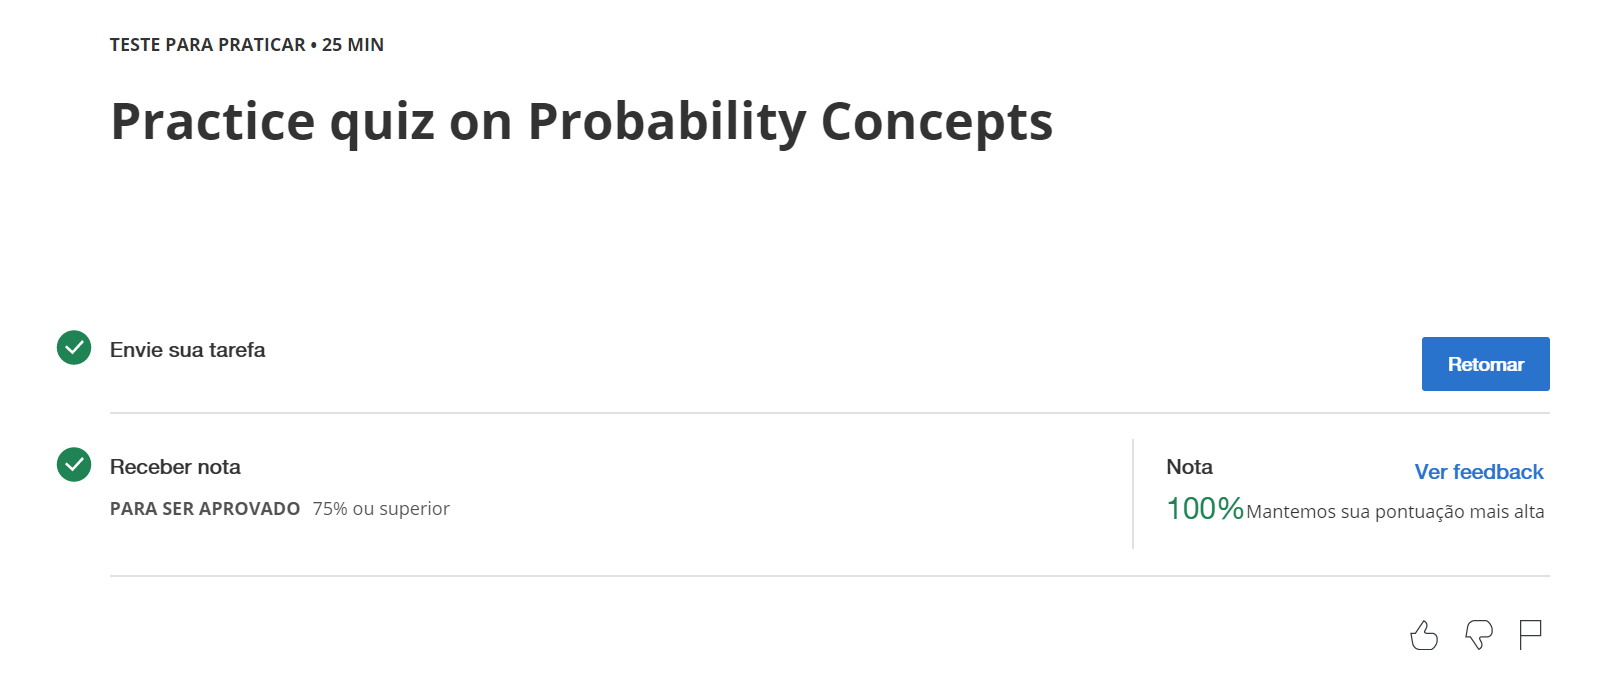 TESTE PARA PRATICAR • 25 MIN
Practice quiz on Probability Concepts
Envie sua tarefa
Retomar
Receber nota
PARA SER APROVADO 75% ou superior
Nota
Ver feedback
100% Mantemos sua pontuação mais alta